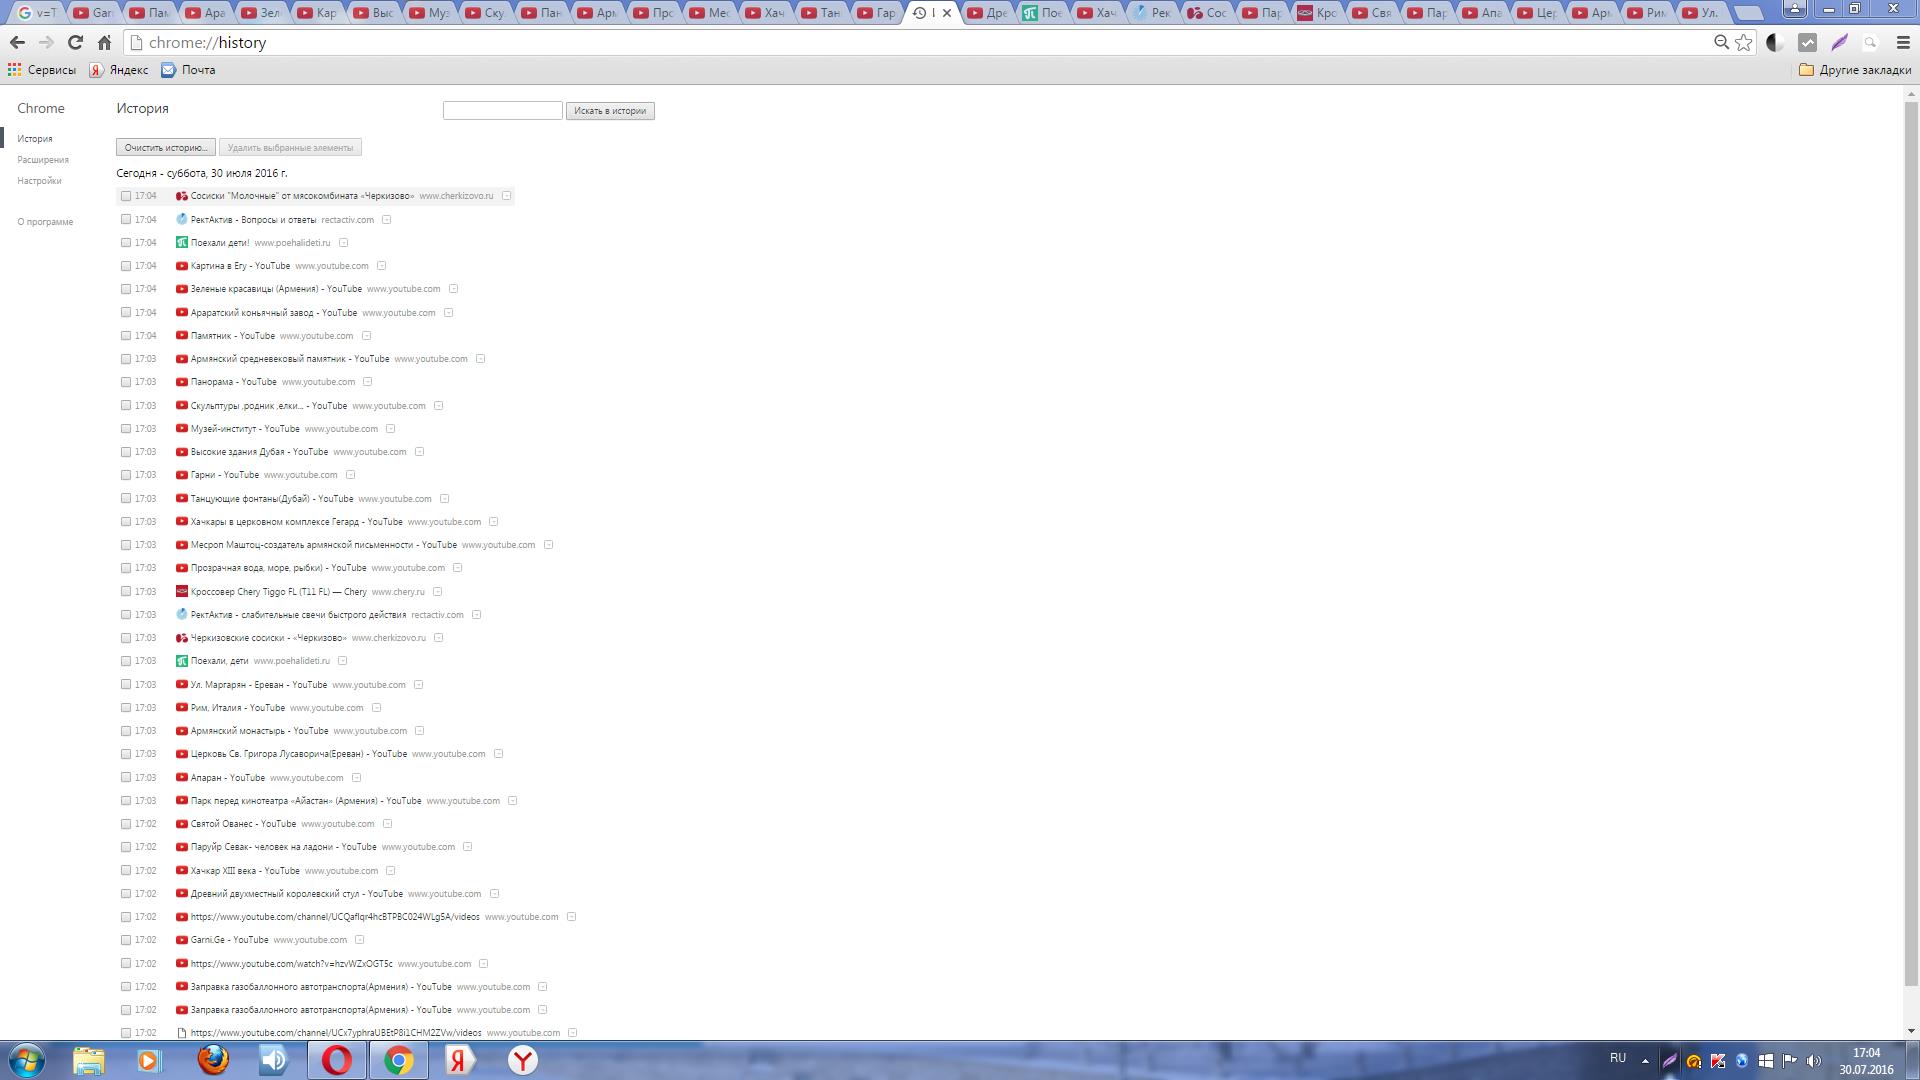 v=T Gar Пам Ара Зел Кар Выс Муз Ску Пан Арм Про Мес Хач Тан Гар Дре Пое Хач Рек Сос Пар Кро Свя Пар Апа Цер Арм Рим Ул.
chrome://history
Сервисы Яндекс Почта Другие закладки
Chrome
История
Искать в истории
История
Расширения
Настройки
О программе
Очистить историю... Удалить выбранные элементы
Сегодня - суббота, 30 июля 2016 г.
17:04 Сосиски "Молочные" от мясокомбината «Черкизово» www.cherkizovo.ru
17:04 РектАктив - Вопросы и ответы rectactiv.com
17:04 Поехали дети! www.poehalideti.ru
17:04 Картина в Егу - YouTube www.youtube.com
17:04 Зеленые красавицы (Армения) - YouTube www.youtube.com
17:04 Араратский коньячный завод - YouTube www.youtube.com
17:04 Памятник - YouTube www.youtube.com
17:03 Армянский средневековый памятник - YouTube www.youtube.com
17:03 Панорама - YouTube www.youtube.com
17:03 Скульптуры ,родник ,елки... - YouTube www.youtube.com
17:03 Музей-институт - YouTube www.youtube.com
17:03 Высокие здания Дубая - YouTube www.youtube.com
17:03 Гарни - YouTube www.youtube.com
17:03 Танцующие фонтаны(Дубай) - YouTube www.youtube.com
17:03 Хачкары в церковном комплексе Гегард - YouTube www.youtube.com
17:03 Месроп Маштоц-создатель армянской письменности - YouTube www.youtube.com
17:03 Прозрачная вода, море, рыбки) - YouTube www.youtube.com
17:03 Кроссовер Chery Tiggo FL (T11 FL) — Chery www.chery.ru
17:03 РектАктив - слабительные свечи быстрого действия rectactiv.com
17:03 Черкизовские сосиски - «Черкизово» www.cherkizovo.ru
17:03 Поехали, дети www.poehalideti.ru
17:03 Ул. Маргарян - Ереван - YouTube www.youtube.com
17:03 Рим, Италия - YouTube www.youtube.com
17:03 Армянский монастырь - YouTube www.youtube.com
17:03 Церковь Св. Григора Лусаворича(Ереван) - YouTube www.youtube.com
17:03 Апаран - YouTube www.youtube.com
17:03 Парк перед кинотеатра «Айастан» (Армения) - YouTube www.youtube.com
17:02 Святой Ованес - YouTube www.youtube.com
17:02 Паруйр Севак- человек на ладони - YouTube www.youtube.com
17:02 Хачкар XIII века - YouTube www.youtube.com
17:02 Древний двухместный королевский стул - YouTube www.youtube.com
17:02 https://www.youtube.com/channel/UCQaflqr4hcBTPBC024WLg5A/videos www.youtube.com
17:02 Garni.Ge - YouTube www.youtube.com
17:02 https://www.youtube.com/watch?v=hzvWZxOGT5c www.youtube.com
17:02 Заправка газобаллонного автотранспорта(Армения) - YouTube www.youtube.com
17:02 Заправка газобаллонного автотранспорта(Армения) - YouTube www.youtube.com
17:02 https://www.youtube.com/channel/UCx7yphraUBEtP8i1CHM2ZVw/videos www.youtube.com
RU 17:04
30.07.2016